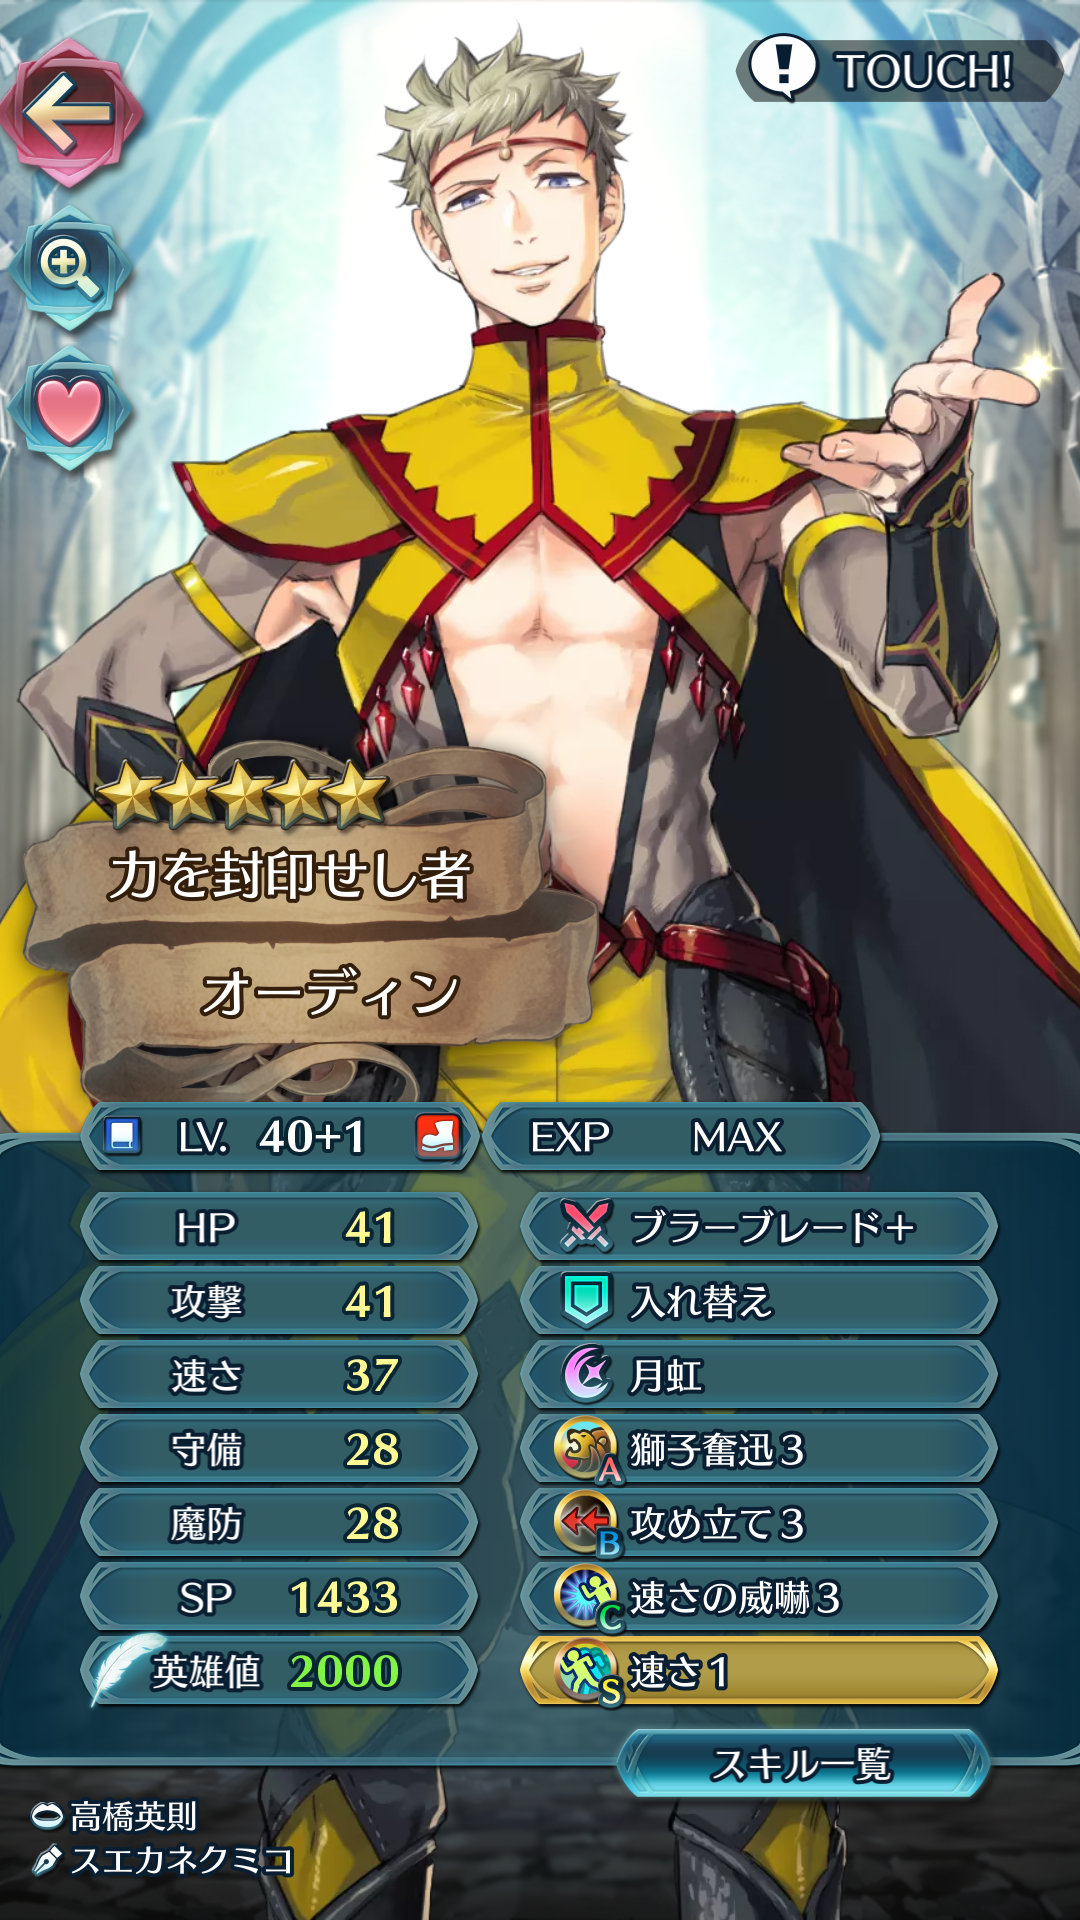 TOUCH!
力を封印せし者
オーディン
LV. 40+1
EXP MAX
HP 41
ブラーブレード＋
攻撃 41
入れ替え
速さ 37
月虹
守備 28
獅子奮迅3
A
魔防 28
攻め立て3
B
SP 1433
速さの威嚇3
C
英雄値 2000
速さ1
S
スキル一覧
高橋英則
スエカネクミコ